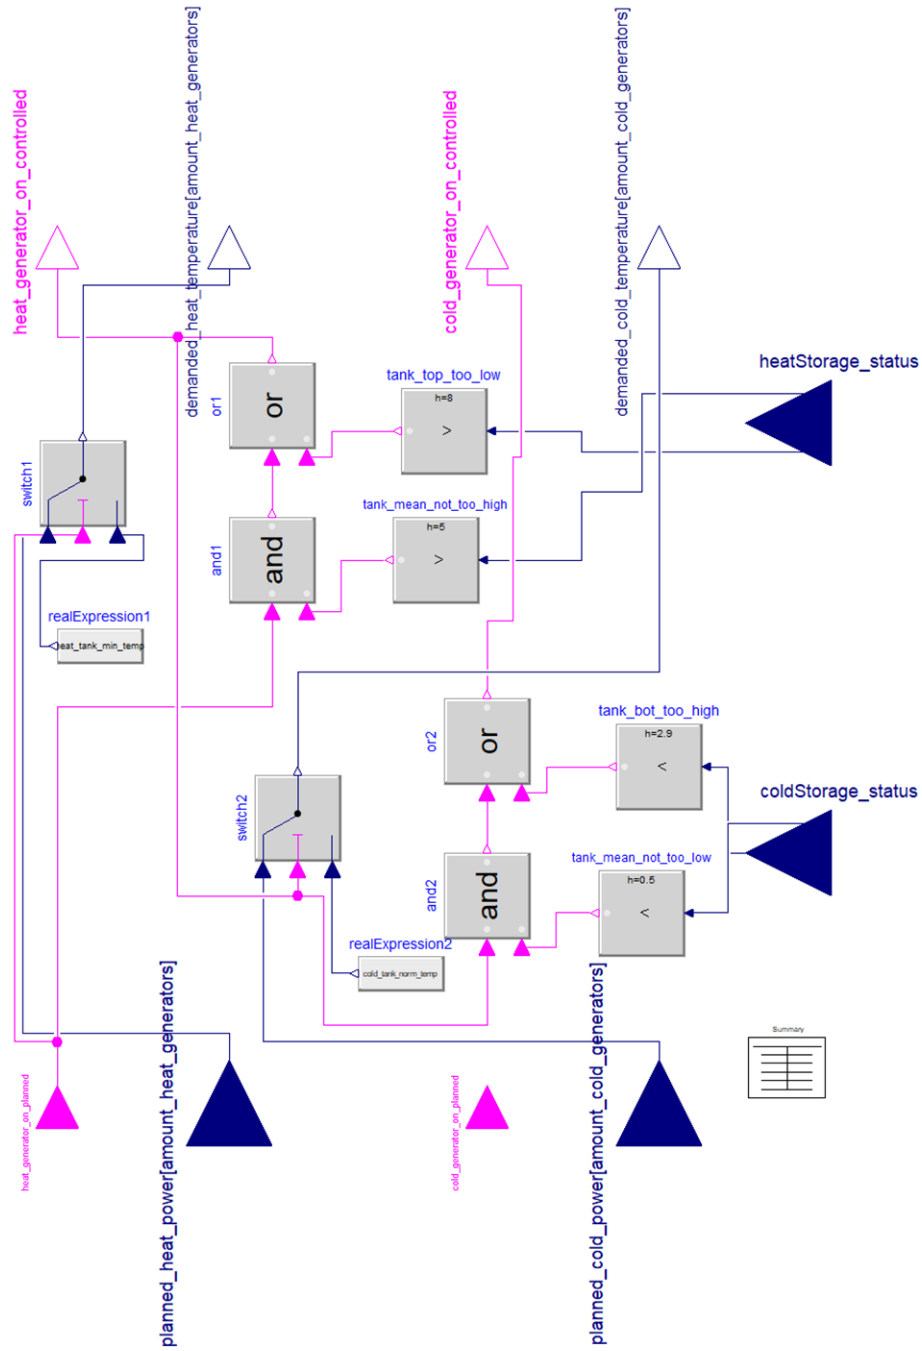 heat_generator_on_controlled
demanded_heat_temperature[amount_heat_generators]
cold_generator_on_controlled
demanded_cold_temperature[amount_cold_generators]
heatStorage_status
tank_top_too_low
h=8
>
or1
or
switch1
tank_mean_not_too_high
h=5
>
and1
and
realExpression1
eat_tank_min_temp
tank_bot_too_high
h=2.9
<
or2
or
coldStorage_status
switch2
tank_mean_not_too_low
h=0.5
<
and2
and
realExpression2
cold_tank_norm_temp
Summary
heat_generator_on_planned
planned_heat_power[amount_heat_generators]
cold_generator_on_planned
planned_cold_power[amount_cold_generators]